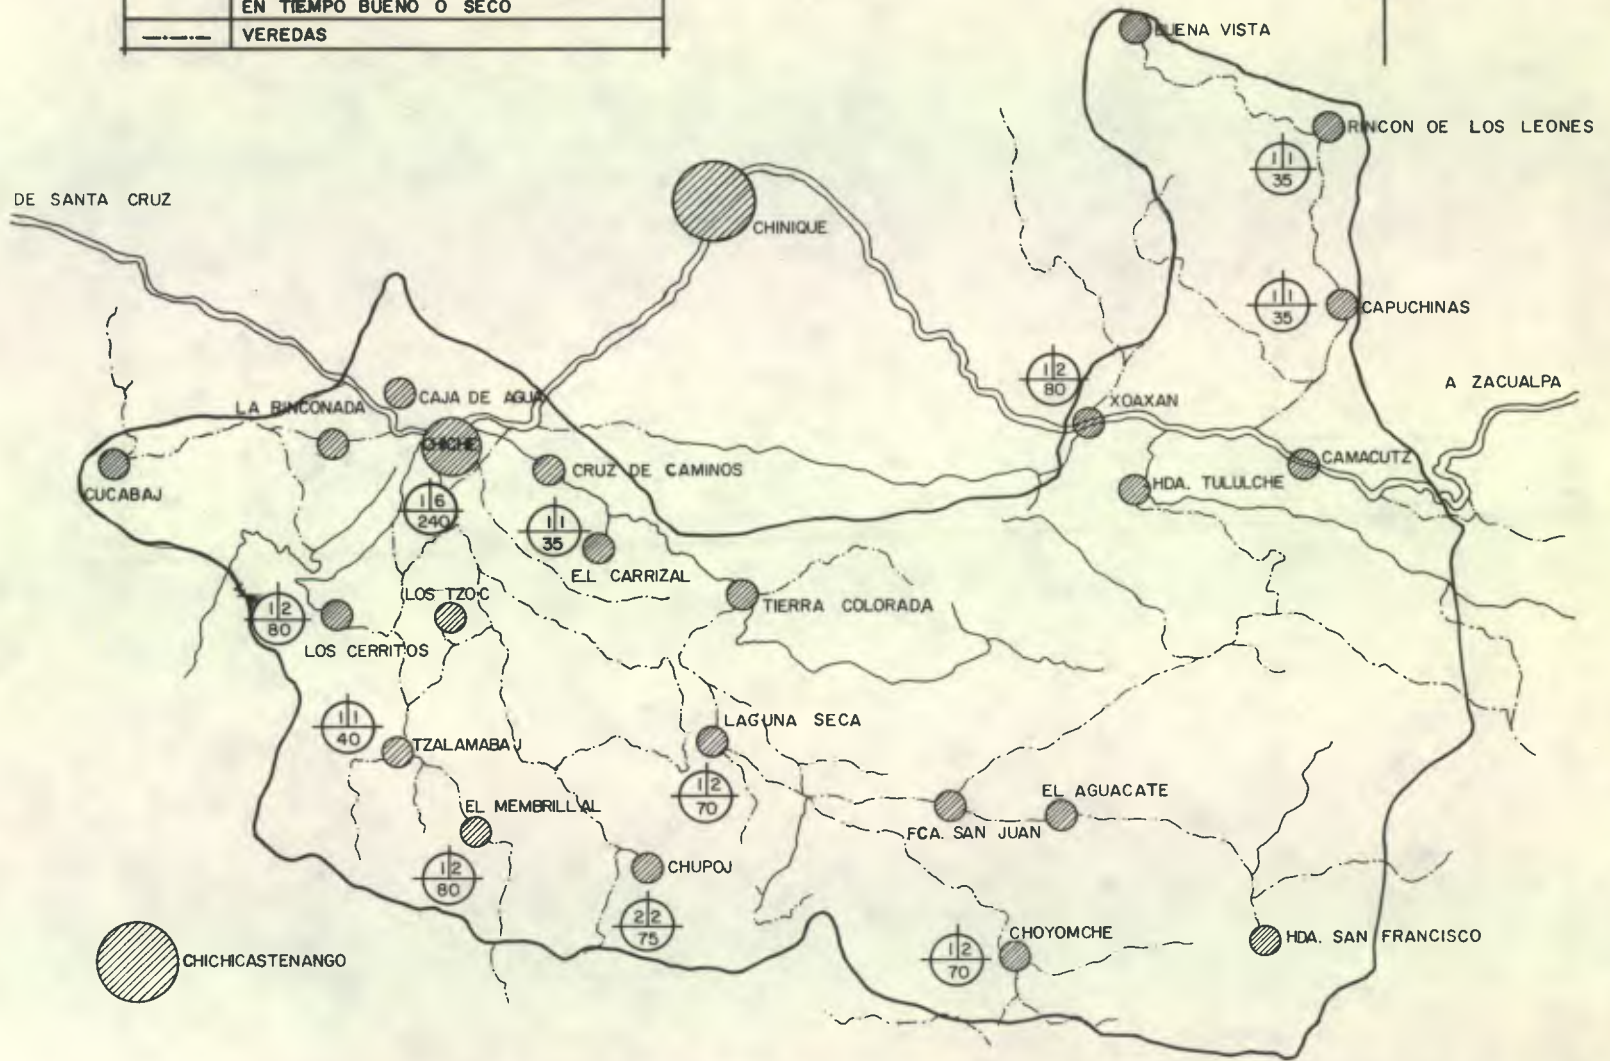 EN TIEMPO BUENO O SECO
VEREDAS
BUENA VISTA
RINCON OE LOS LEONES
1 1
35
DE SANTA CRUZ
CHINIQUE
1 1
35
CAPUCHINAS
1 2
80
A ZACUALPA
CAJA DE AGUA
XOAXAN
LA RINCONADA
CHICHE
CRUZ DE CAMINOS
CAMACUTZ
CUCABAJ
HDA. TULULCHE
1 6
240
1 1
35
EL CARRIZAL
LOS TZOC
TIERRA COLORADA
1 2
80
LOS CERRITOS
1 1
40
LAGUNA SECA
TZALAMABAJ
1 2
70
EL AGUACATE
EL MEMBRILLAL
FCA. SAN JUAN
CHUPOJ
1 2
80
2 2
75
CHOYOMCHE
HDA. SAN FRANCISCO
1 2
70
CHICHICASTENANGO